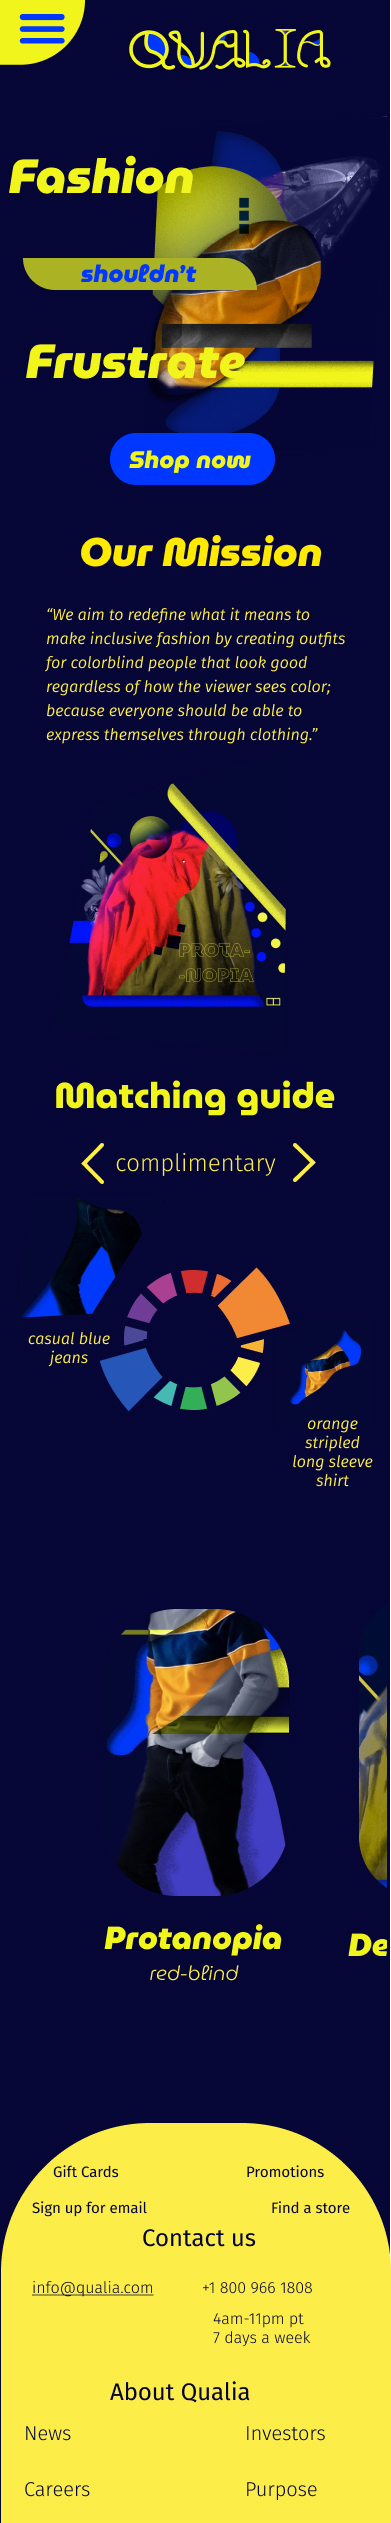 QUALIA
Fashion
shouldn't
Frustrate
Shop now
Our Mission
“We aim to redefine what it means to
make inclusive fashion by creating outfits
for colorblind people that look good
regardless of how the viewer sees color;
because everyone should be able to
express themselves through clothing.”
PROTA-
-NOPIA
Matching guide
complimentary
casual blue
jeans
orange
stripled
long sleeve
shirt
Protanopia
red-blind
De
Gift Cards
Promotions
Sign up for email
Find a store
Contact us
info@qualia.com
+1 800 966 1808
4am-11pm pt
7 days a week
About Qualia
News
Investors
Careers
Purpose